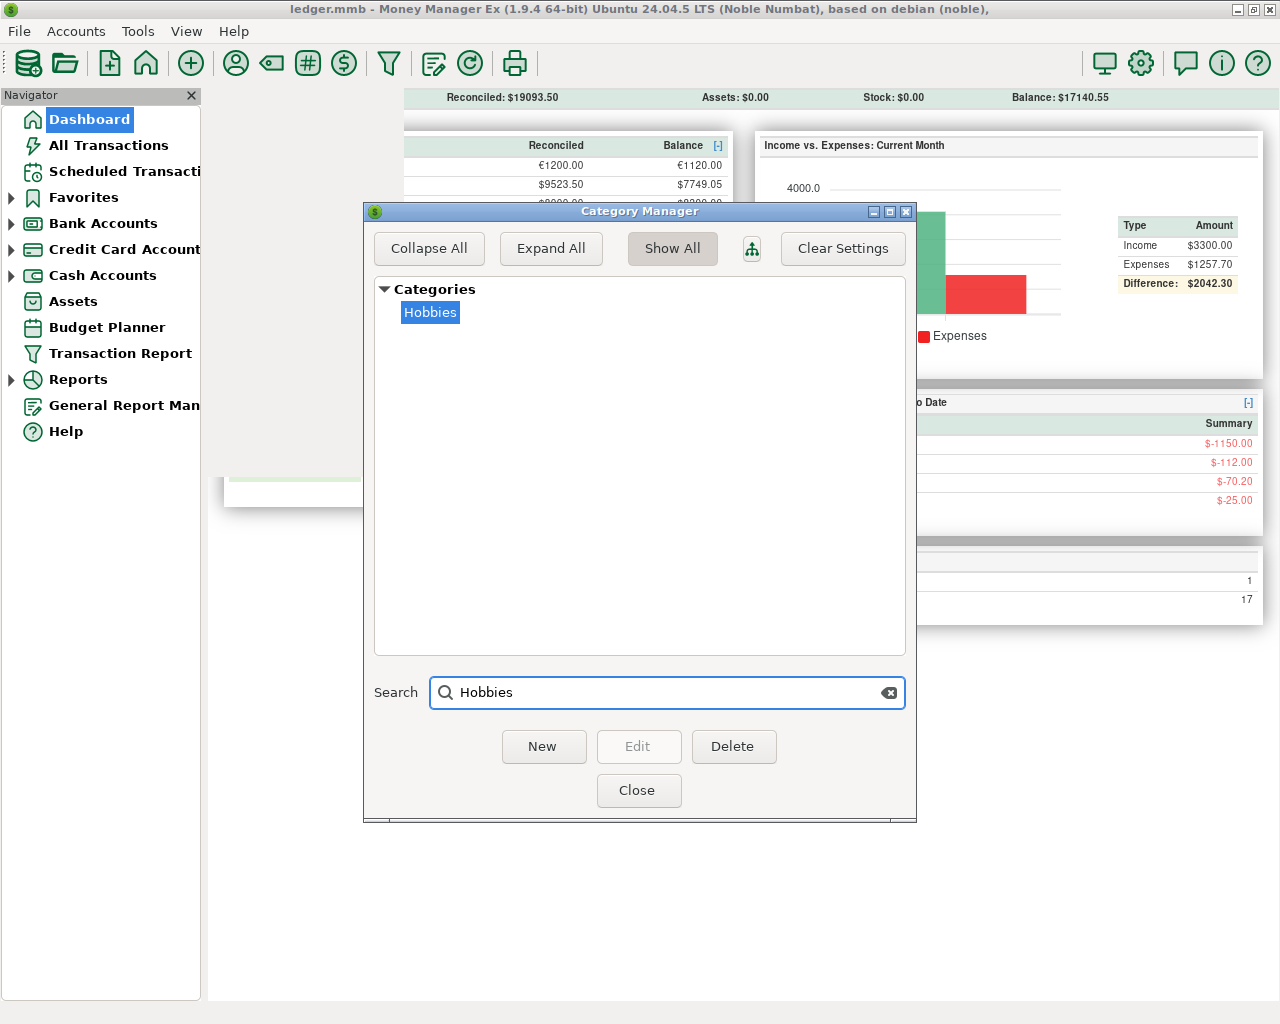 ledger.mmb - Money Manager Ex (1.9.4 64-bit) Ubuntu 24.04.5 LTS (Noble Numbat), based on debian (noble),
File Accounts Tools View Help
Navigator
Reconciled: $19093.50 Assets: $0.00 Stock: $0.00 Balance: $17140.55
Dashboard
All Transactions
Scheduled Transacti
Favorites
Bank Accounts
Credit Card Account
Cash Accounts
Assets
Budget Planner
Transaction Report
Reports
General Report Man
Help
Reconciled Balance [-]
€1200.00 €1120.00
$9523.50 $7749.05
Income vs. Expenses: Current Month
4000.0
Expenses
Type Amount
Income $3300.00
Expenses $1257.70
Difference: $2042.30
o Date [-]
Summary
$-1150.00
$-112.00
$-70.20
$-25.00
1
17
Category Manager
Collapse All Expand All Show All Clear Settings
Categories
Hobbies
Search Hobbies
New Edit Delete
Close